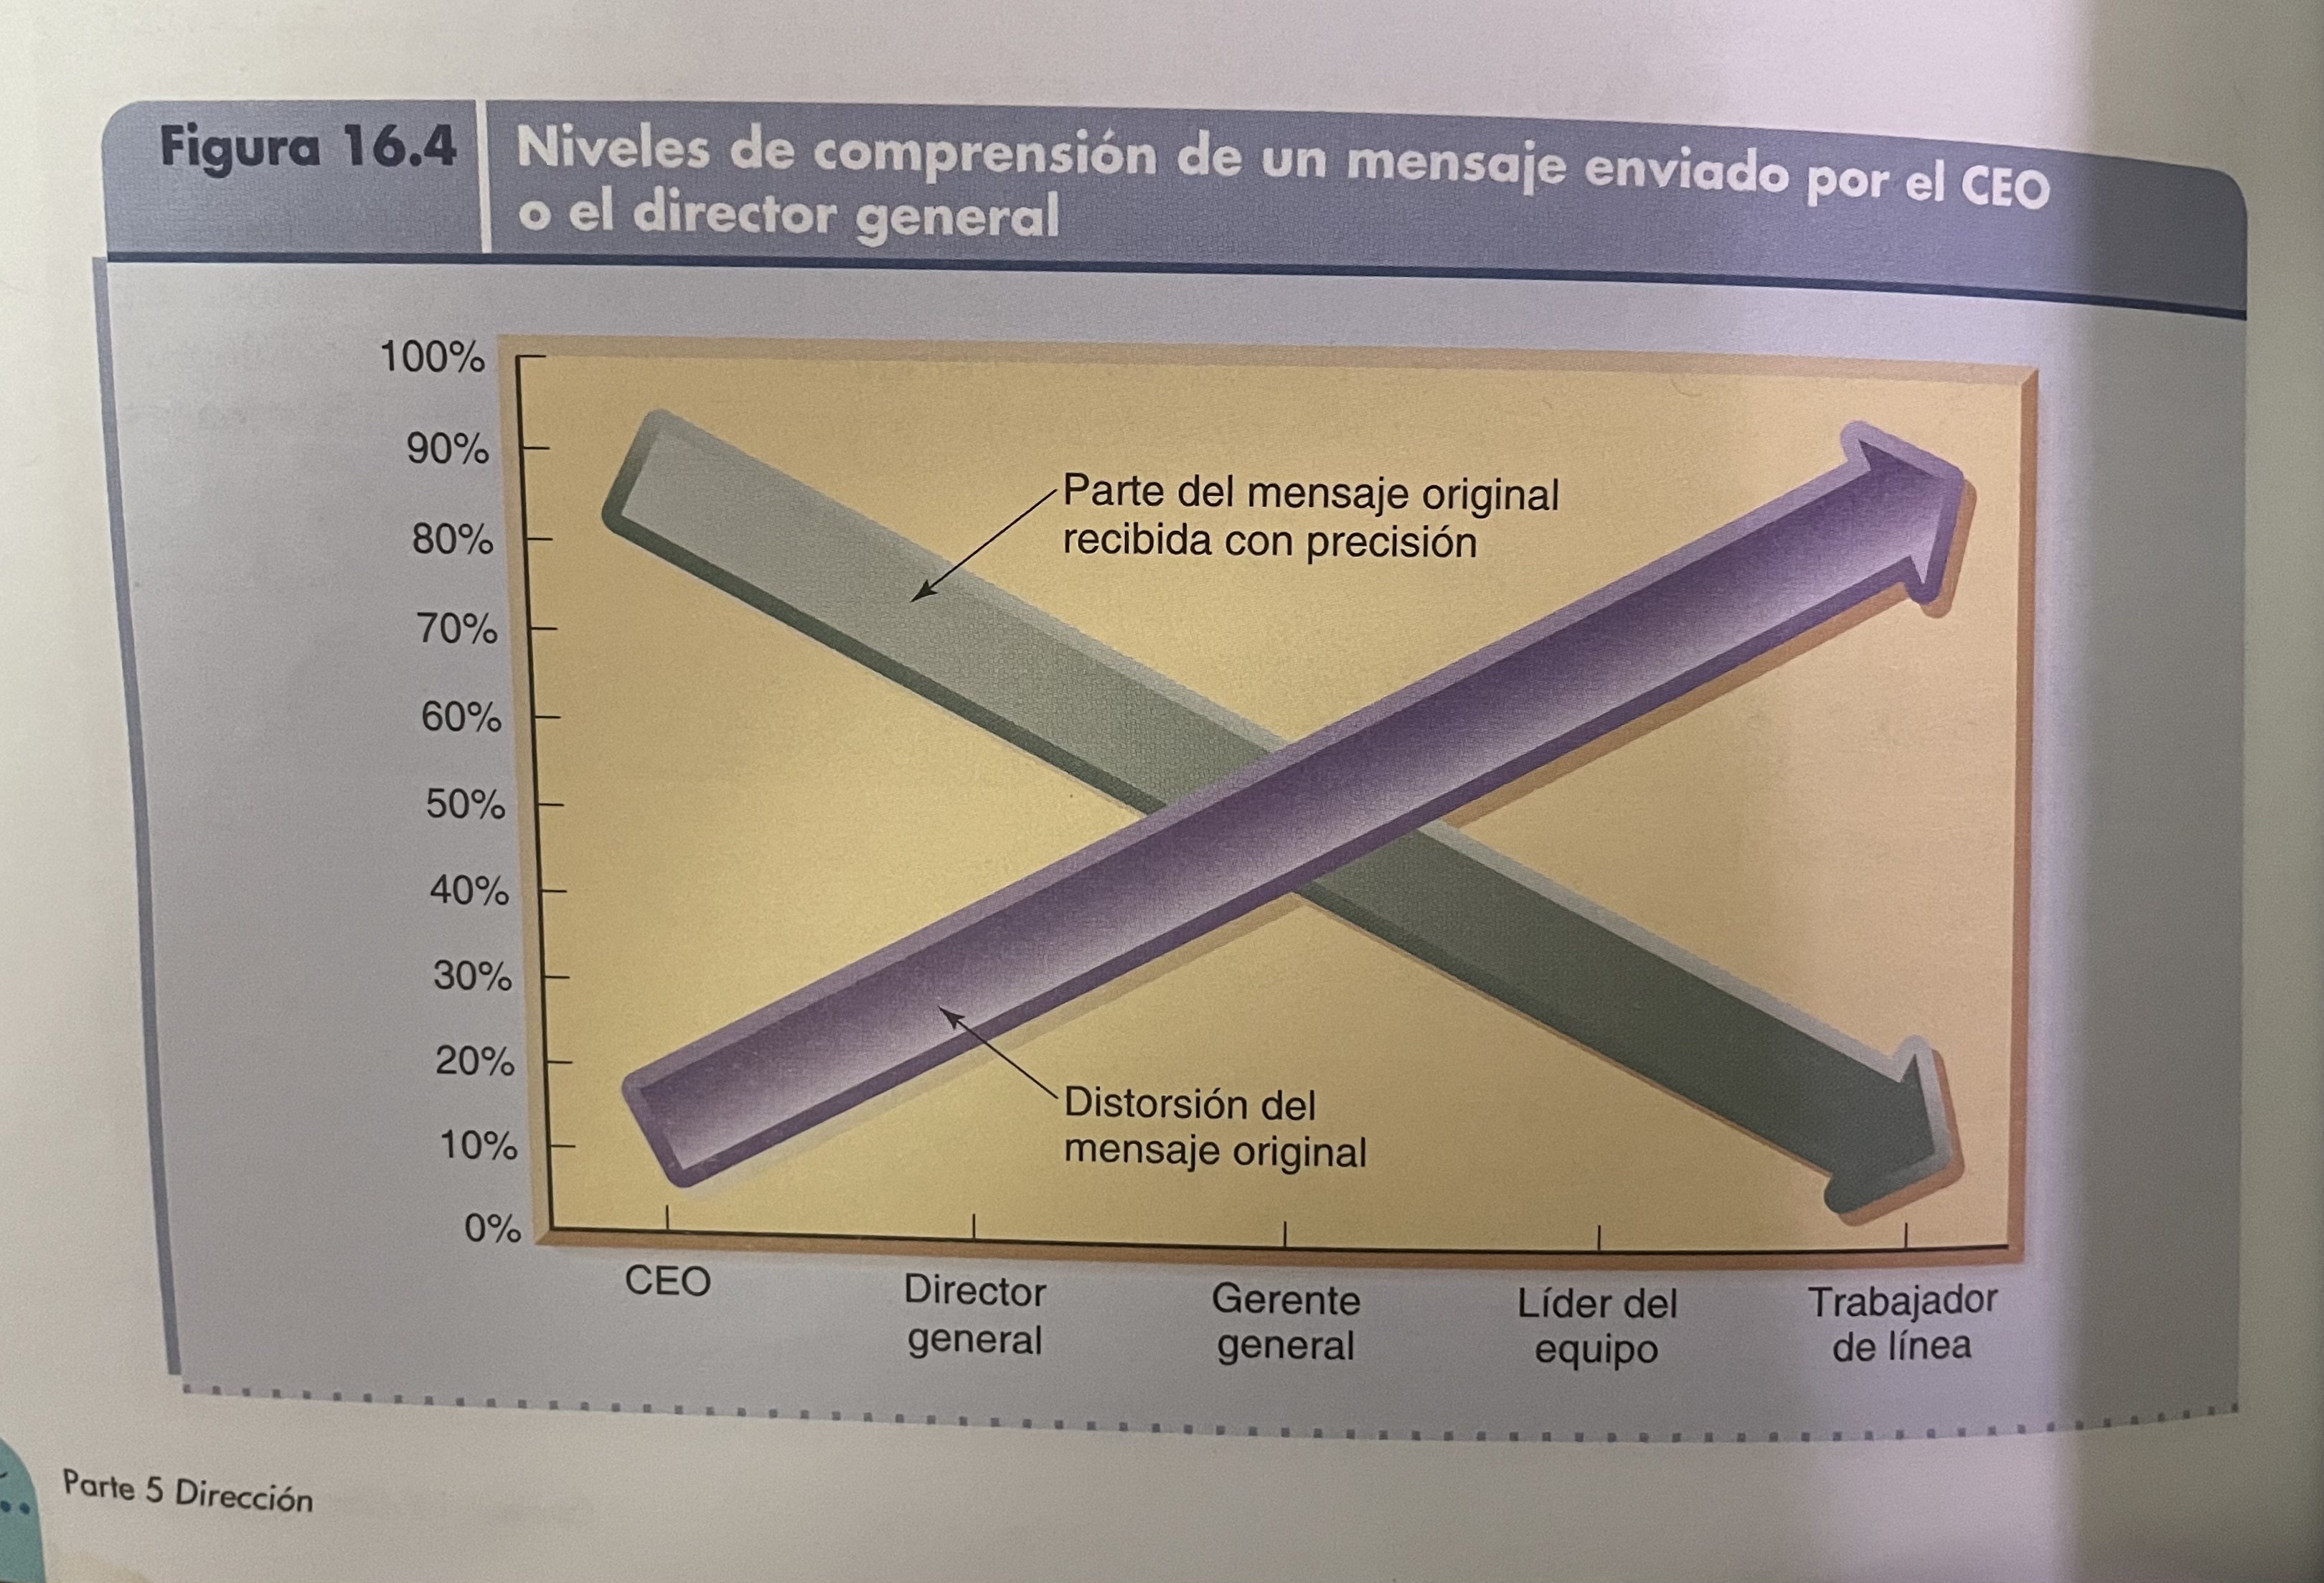 Figura 16.4
Niveles de comprensión de un mensaje enviado por el CEO
o el director general
100%
90%
80%
70%
60%
50%
40%
30%
20%
10%
0%
Parte del mensaje original
recibida con precisión
Distorsión del
mensaje original
CEO
Director
general
Gerente
general
Líder del
equipo
Trabajador
de línea
Parte 5 Dirección